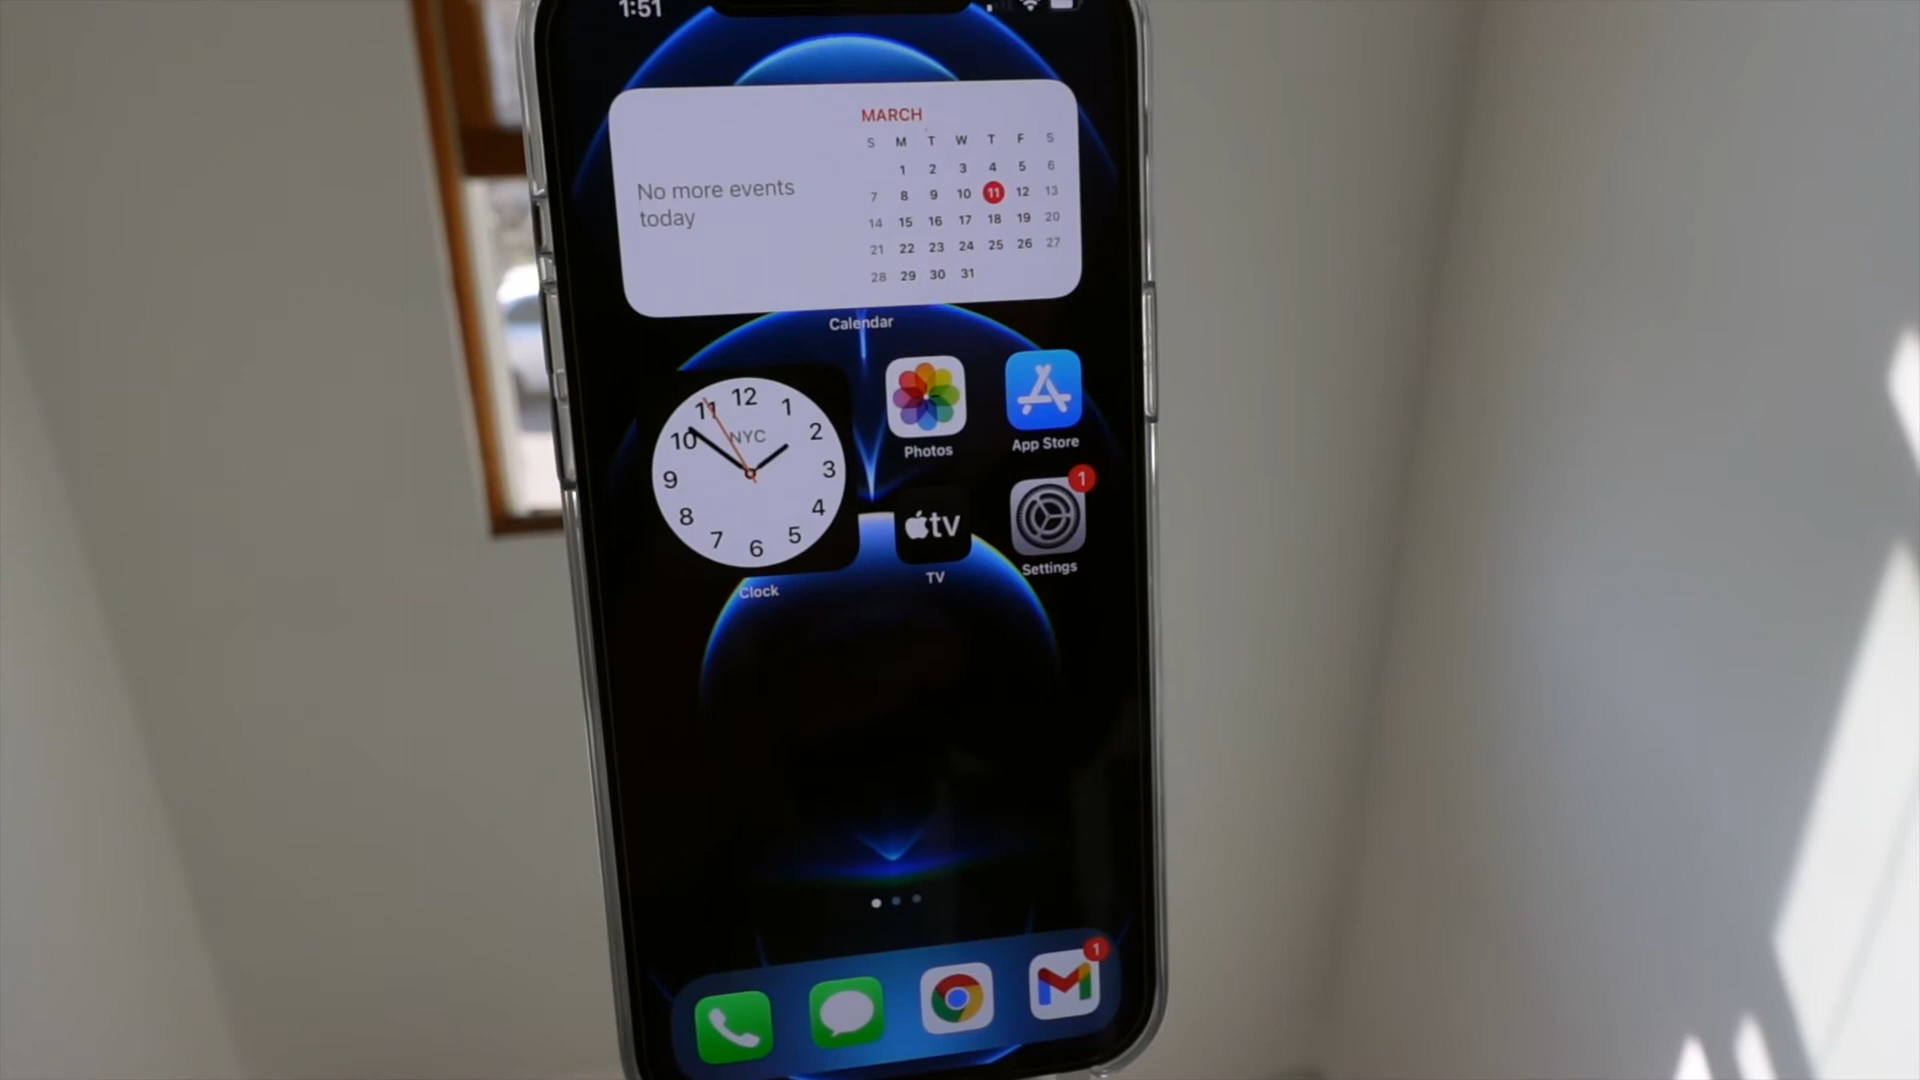 1:51
MARCH
S M T W T F S
1 2 3 4 5 6
7 8 9 10 11 12 13
14 15 16 17 18 19 20
21 22 23 24 25 26 27
28 29 30 31
No more events
today
Calendar
12
11 1
10 NYC 2
9 3
8 4
7 5
6
Clock
Photos
App Store
tv
TV
1
Settings
1